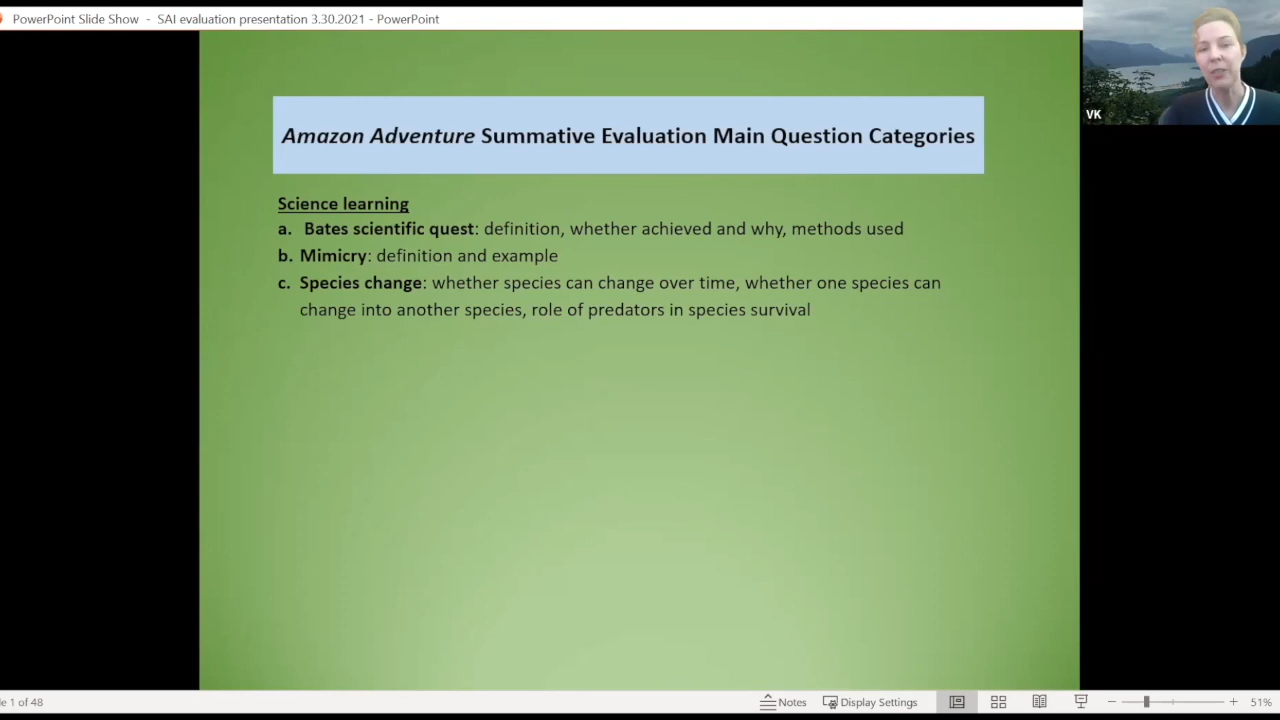 PowerPoint Slide Show - SAI evaluation presentation 3.30.2021 - PowerPoint
VK
Amazon Adventure Summative Evaluation Main Question Categories
Science learning
a. Bates scientific quest: definition, whether achieved and why, methods used
b. Mimicry: definition and example
c. Species change: whether species can change over time, whether one species can
change into another species, role of predators in species survival
1 of 48
Notes
Display Settings
51%